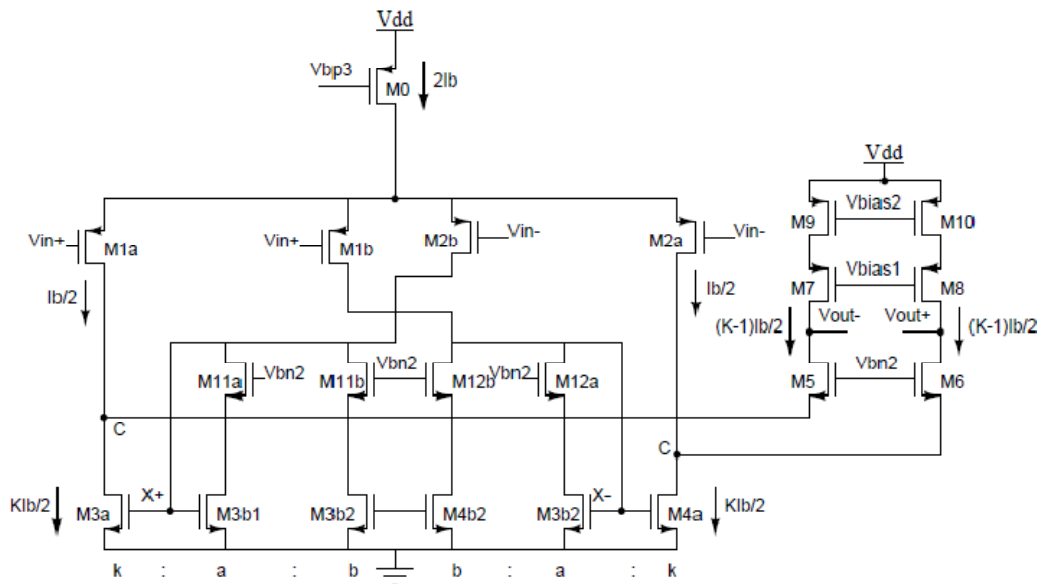 Vdd
Vbp3
M0
2Ib
Vdd
M9
Vbias2
M10
Vin+
M1a
Vin+
M1b
M2b
Vin-
M2a
Vin-
Ib/2
Ib/2
M7
Vbias1
M8
(K-1)Ib/2
Vout-
Vout+
(K-1)Ib/2
M11a
Vbn2
M11b
Vbn2
M12b
Vbn2
M12a
M5
Vbn2
M6
C
C
KIb/2
M3a
X+
M3b1
M3b2
M4b2
M3b2
X-
M4a
KIb/2
k : a : b b : a : k